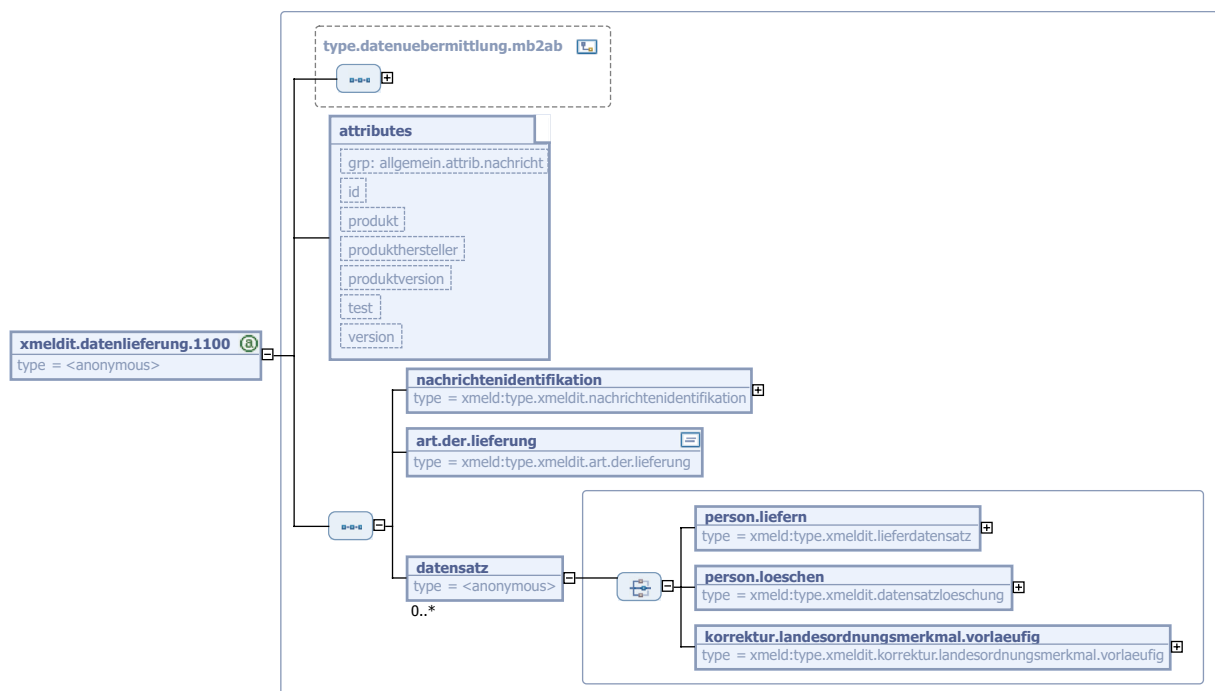 type.datenuebermittlung.mb2ab
attributes
grp: allgemein.attrib.nachricht
id
produkt
produkthersteller
produktversion
test
version
xmeldit.datenlieferung.1100
type = <anonymous>
nachrichtenidentifikation
type = xmeld:type.xmeldit.nachrichtenidentifikation
art.der.lieferung
type = xmeld:type.xmeldit.art.der.lieferung
datensatz
type = <anonymous>
0..*
person.liefern
type = xmeld:type.xmeldit.lieferdatensatz
person.loeschen
type = xmeld:type.xmeldit.datensatzloeschung
korrektur.landesordnungsmerkmal.vorlaeufig
type = xmeld:type.xmeldit.korrektur.landesordnungsmerkmal.vorlaeufig